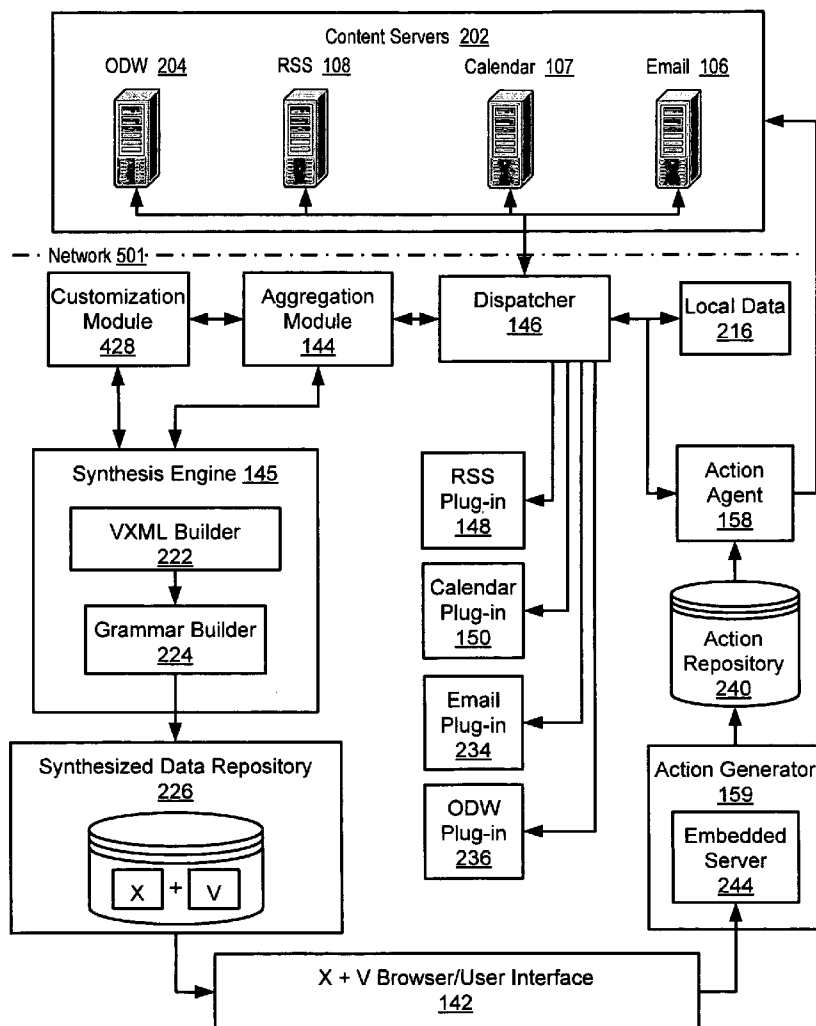 Content Servers 202
ODW 204
RSS 108
Calendar 107
Email 106
Network 501
Customization
Module
428
Aggregation
Module
144
Dispatcher
146
Local Data
216
Synthesis Engine 145
VXML Builder
222
Grammar Builder
224
RSS
Plug-in
148
Calendar
Plug-in
150
Email
Plug-in
234
ODW
Plug-in
236
Action
Agent
158
Action
Repository
240
Action Generator
159
Embedded
Server
244
Synthesized Data Repository
226
X + V
X + V Browser/User Interface
142